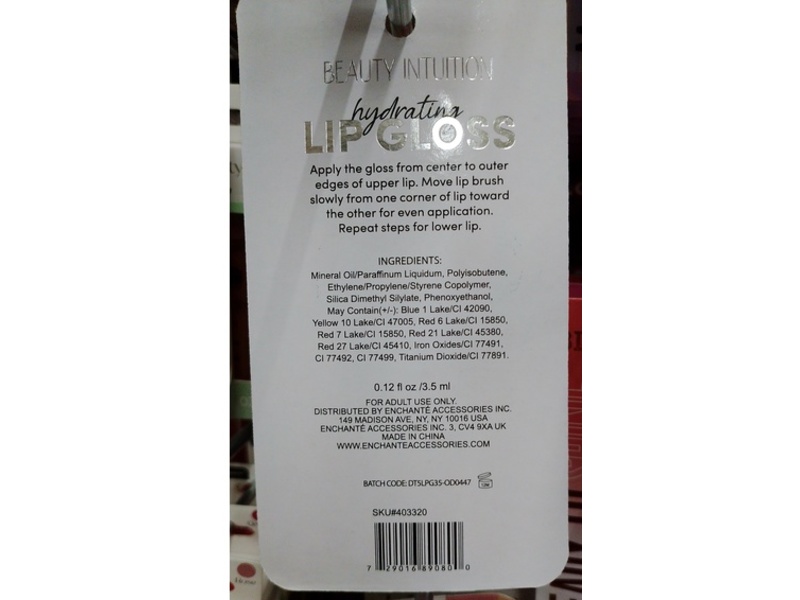 BEAUTY INTUITION
hydrating
LIP GLOSS
Apply the gloss from center to outer
edges of upper lip. Move lip brush
slowly from one corner of lip toward
the other for even application.
Repeat steps for lower lip.
INGREDIENTS:
Mineral Oil/Paraffinum Liquidum, Polyisobutene,
Ethylene/Propylene/Styrene Copolymer,
Silica Dimethyl Silylate, Phenoxyethanol,
May Contain(+/-): Blue 1 Lake/CI 42090,
Yellow 10 Lake/CI 47005, Red 6 Lake/CI 15850,
Red 7 Lake/CI 15850, Red 21 Lake/CI 45380,
Red 27 Lake/CI 45410, Iron Oxides/CI 77491,
CI 77492, CI 77499, Titanium Dioxide/CI 77891.
0.12 fl oz /3.5 ml
FOR ADULT USE ONLY.
DISTRIBUTED BY ENCHANTÉ ACCESSORIES INC.
149 MADISON AVE, NY, NY 10016 USA
ENCHANTÉ ACCESSORIES INC. 3, CV4 9XA UK
MADE IN CHINA
WWW.ENCHANTEACCESSORIES.COM
BATCH CODE: DTSLPG35-OD0447 12M
SKU#403320
7 29016 89080 0